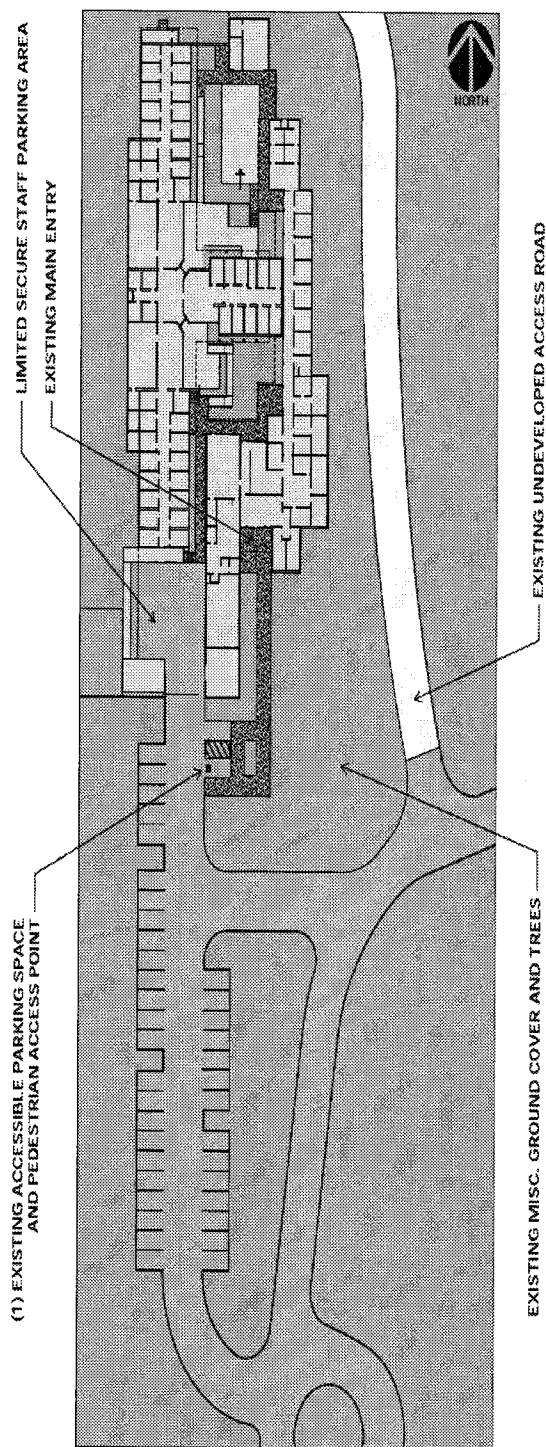 (1) EXISTING ACCESSIBLE PARKING SPACE
AND PEDESTRIAN ACCESS POINT
LIMITED SECURE STAFF PARKING AREA
EXISTING MAIN ENTRY
NORTH
EXISTING MISC. GROUND COVER AND TREES
EXISTING UNDEVELOPED ACCESS ROAD